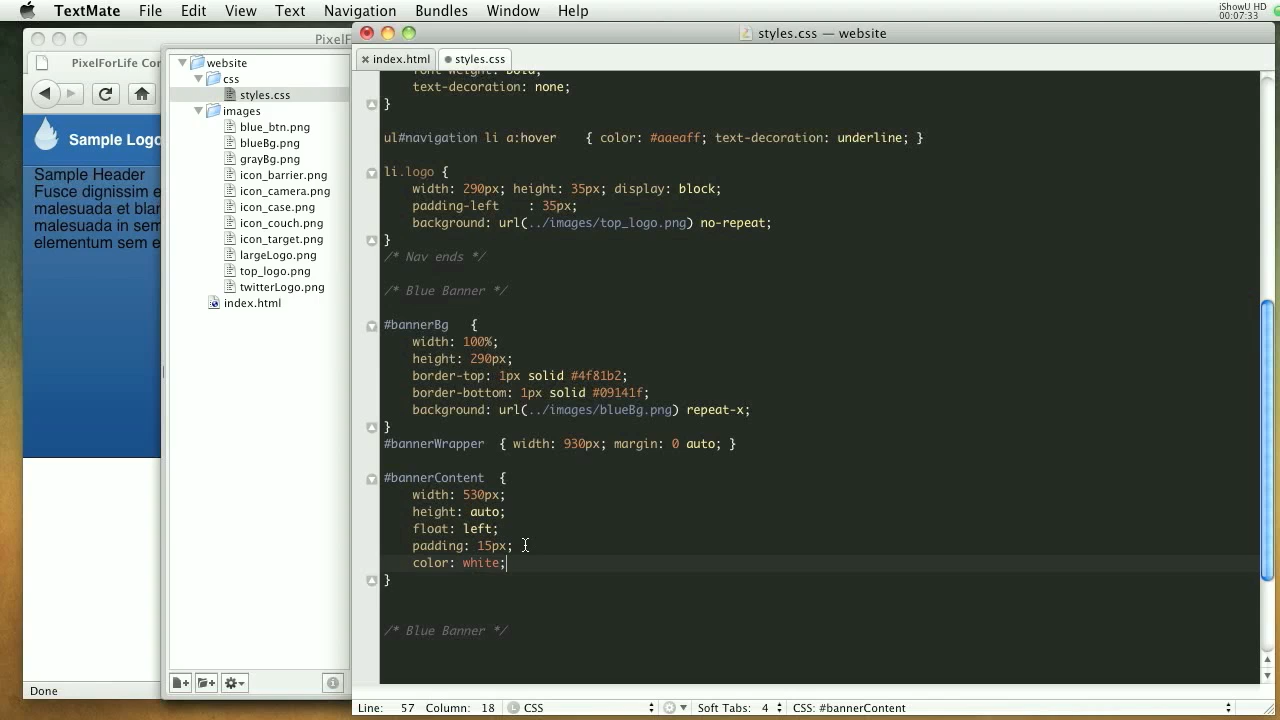 TextMate File Edit View Text Navigation Bundles Window Help
iShowU HD
00:07:33
PixelF
styles.css — website
PixelForLife Co
index.html
styles.css
website
css
styles.css
images
blue_btn.png
blueBg.png
grayBg.png
icon_barrier.png
icon_camera.png
icon_case.png
icon_couch.png
icon_target.png
largeLogo.png
top_logo.png
twitterLogo.png
index.html
Sample Logo
Sample Header
Fusce dignissim e
malesuada et blan
malesuada in sem
elementum sem e
Done
font-weight: bold;
text-decoration: none;
}
ul#navigation li a:hover { color: #aaeaff; text-decoration: underline; }
li.logo {
width: 290px; height: 35px; display: block;
padding-left : 35px;
background: url(../images/top_logo.png) no-repeat;
}
/* Nav ends */
/* Blue Banner */
#bannerBg {
width: 100%;
height: 290px;
border-top: 1px solid #4f81b2;
border-bottom: 1px solid #09141f;
background: url(../images/blueBg.png) repeat-x;
}
#bannerWrapper { width: 930px; margin: 0 auto; }
#bannerContent {
width: 530px;
height: auto;
float: left;
padding: 15px;
color: white;
}
/* Blue Banner */
Line: 57 Column: 18 L CSS Soft Tabs: 4 CSS: #bannerContent